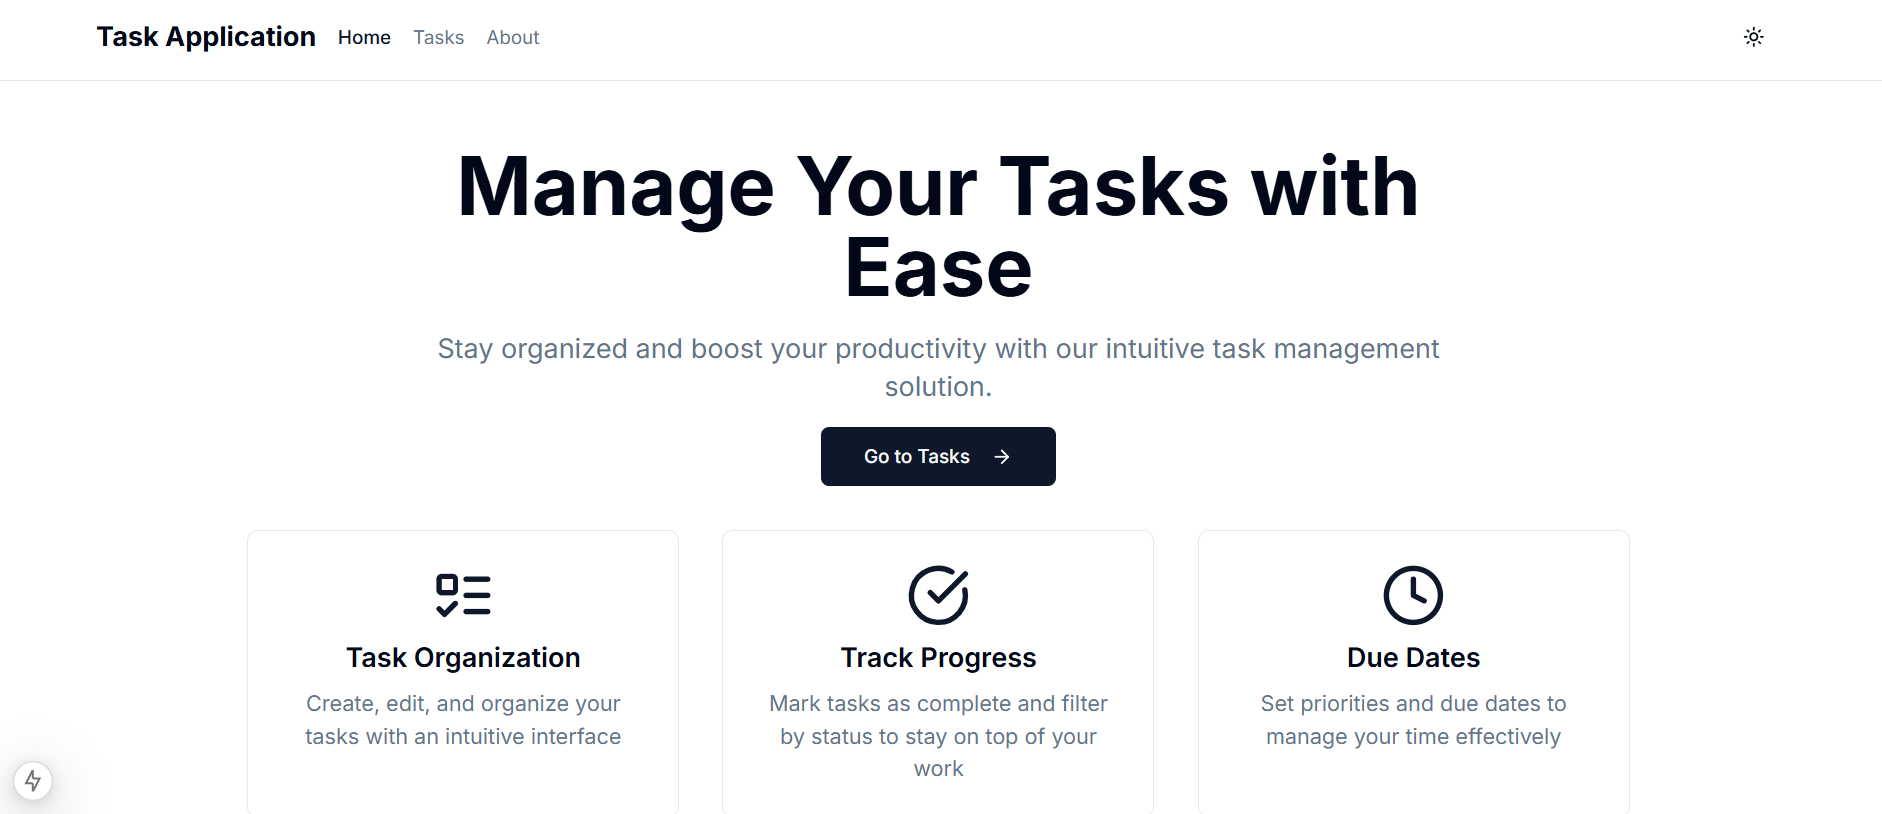 Task Application Home Tasks About
Manage Your Tasks with
Ease
Stay organized and boost your productivity with our intuitive task management
solution.
Go to Tasks
Task Organization
Create, edit, and organize your
tasks with an intuitive interface
Track Progress
Mark tasks as complete and filter
by status to stay on top of your
work
Due Dates
Set priorities and due dates to
manage your time effectively